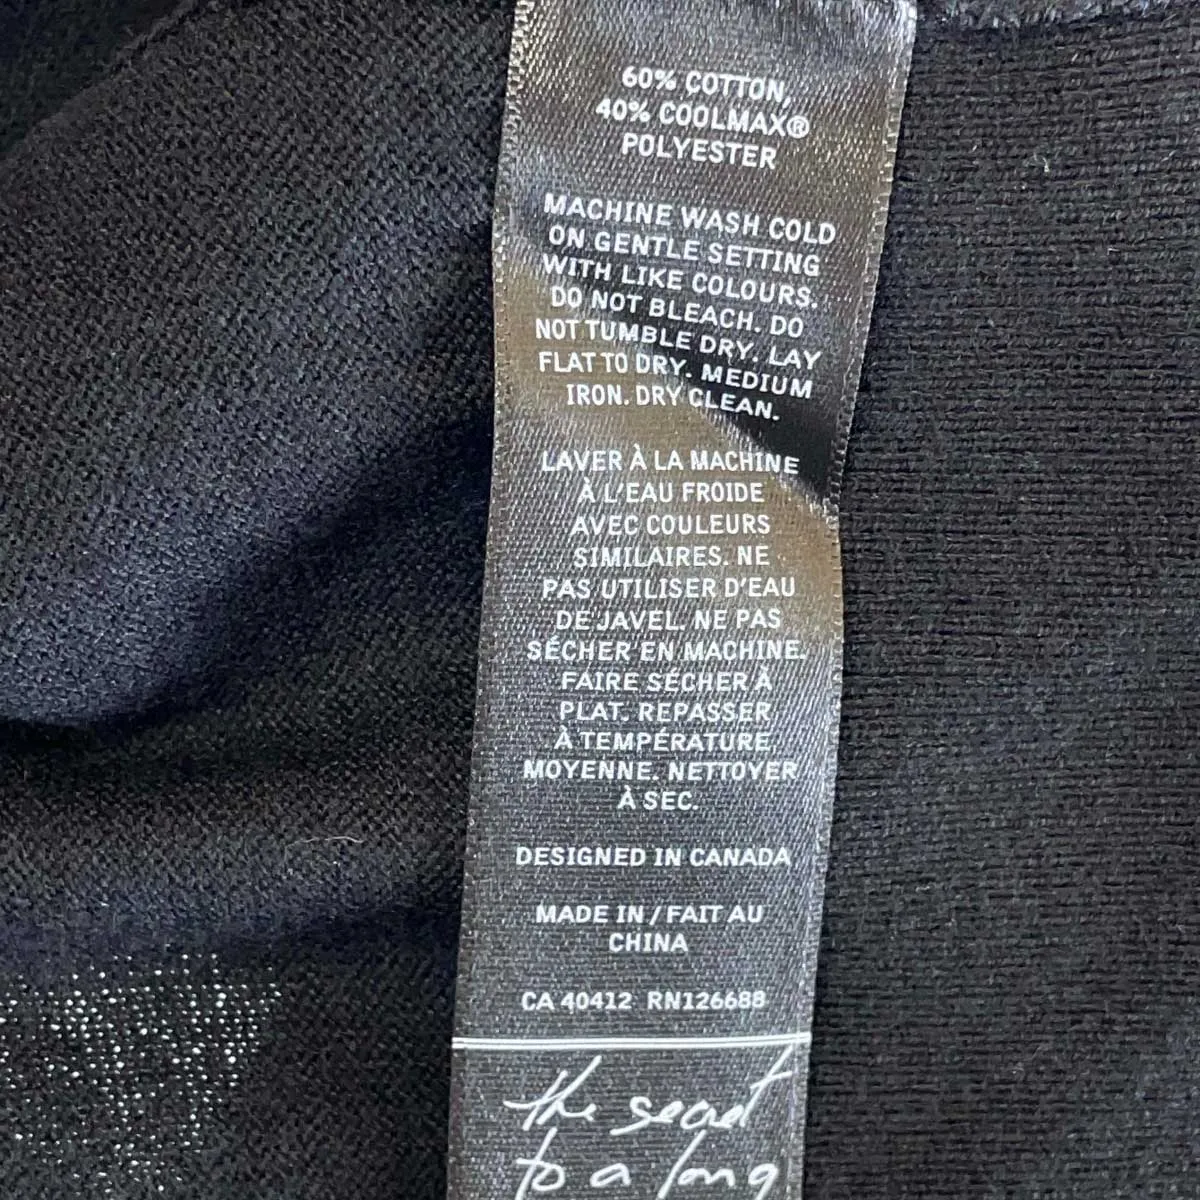 60% COTTON,
40% COOLMAX®
POLYESTER
MACHINE WASH COLD
ON GENTLE SETTING
WITH LIKE COLOURS.
DO NOT BLEACH. DO
NOT TUMBLE DRY. LAY
FLAT TO DRY. MEDIUM
IRON. DRY CLEAN.
LAVER À LA MACHINE
À L'EAU FROIDE
AVEC COULEURS
SIMILAIRES. NE
PAS UTILISER D'EAU
DE JAVEL. NE PAS
SÉCHER EN MACHINE.
FAIRE SÉCHER À
PLAT. REPASSER
À TEMPÉRATURE
MOYENNE. NETTOYER
À SEC.
DESIGNED IN CANADA
MADE IN / FAIT AU
CHINA
CA 40412 RN126688
the secret
to a long